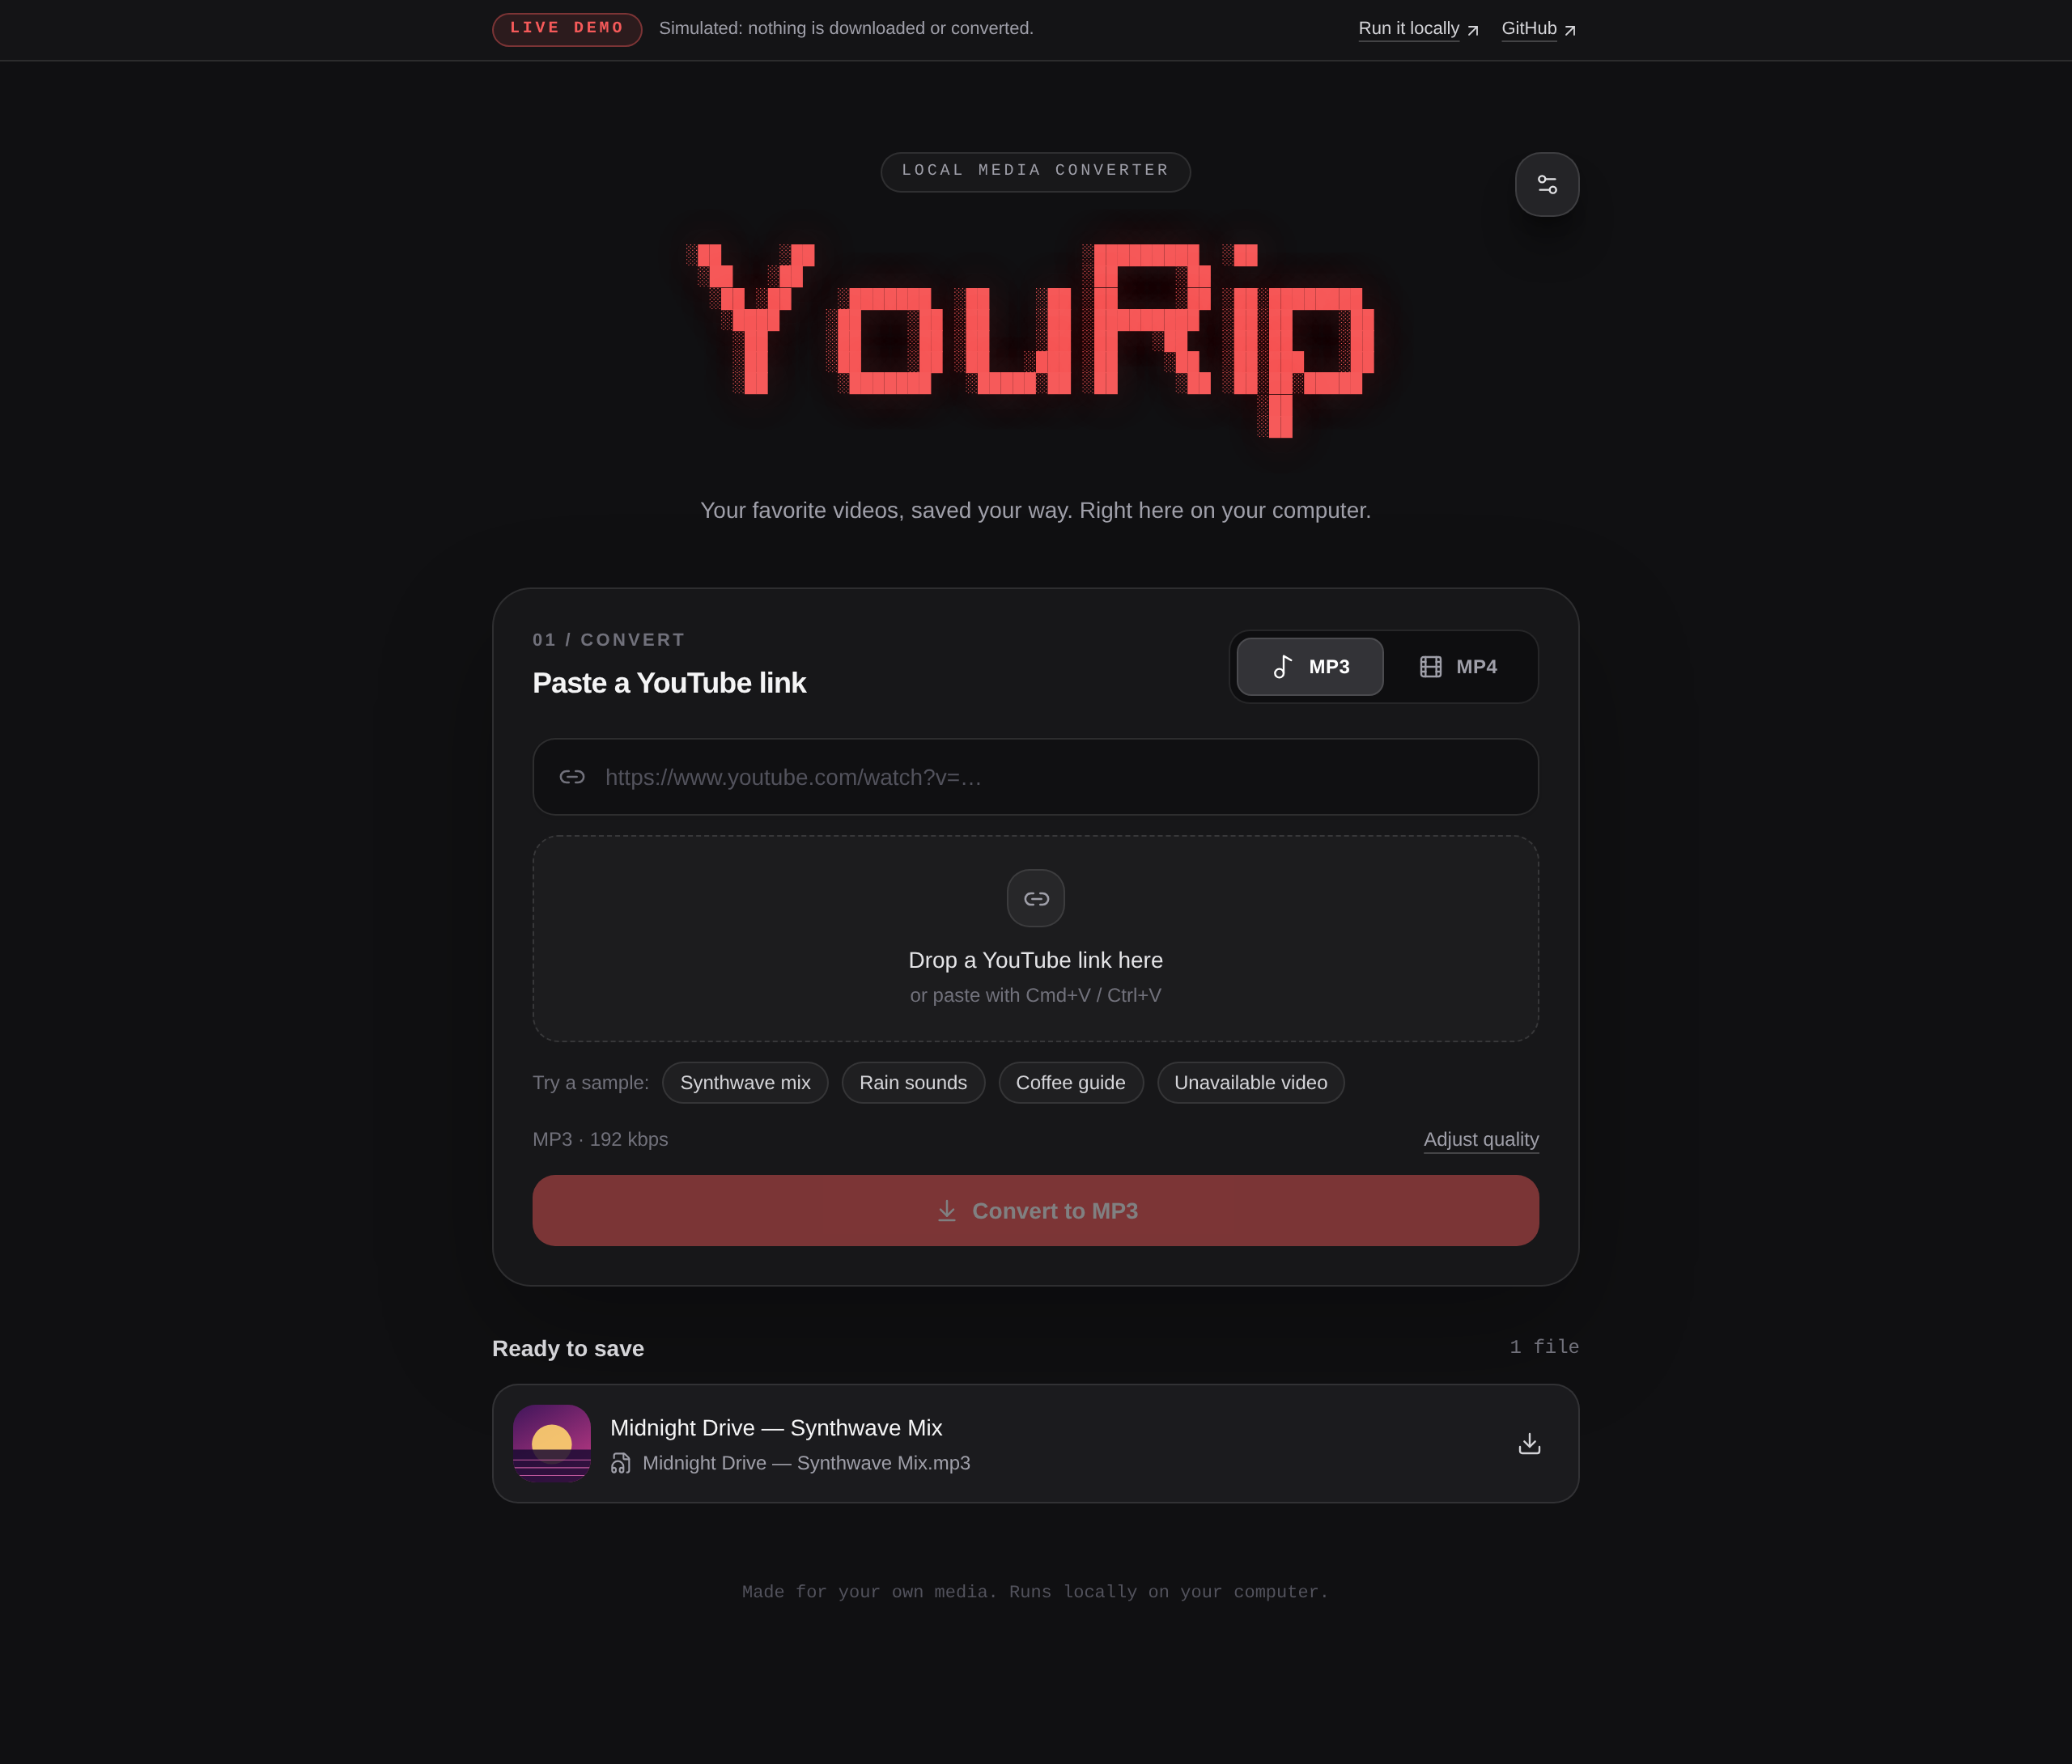 LIVE DEMO
Simulated: nothing is downloaded or converted.
Run it locally
GitHub
LOCAL MEDIA CONVERTER
YouRip
Your favorite videos, saved your way. Right here on your computer.
01 / CONVERT
Paste a YouTube link
MP3
MP4
https://www.youtube.com/watch?v=…
Drop a YouTube link here
or paste with Cmd+V / Ctrl+V
Try a sample:
Synthwave mix
Rain sounds
Coffee guide
Unavailable video
MP3 · 192 kbps
Adjust quality
Convert to MP3
Ready to save
1 file
Midnight Drive — Synthwave Mix
Midnight Drive — Synthwave Mix.mp3
Made for your own media. Runs locally on your computer.